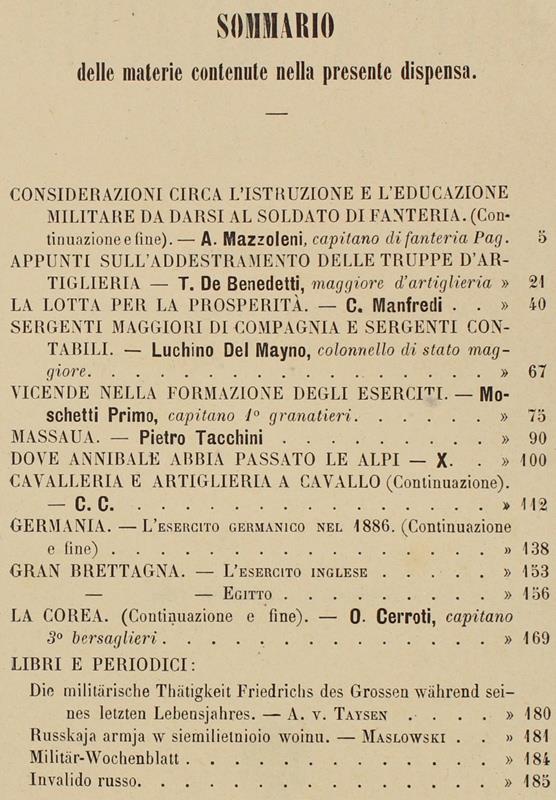 SOMMARIO
delle materie contenute nella presente dispensa.
CONSIDERAZIONI CIRCA L'ISTRUZIONE E L'EDUCAZIONE
MILITARE DA DARSI AL SOLDATO DI FANTERIA. (Con-
tinuazione e fine). — A. Mazzoleni, capitano di fanteria Pag. 5
APPUNTI SULL'ADDESTRAMENTO DELLE TRUPPE D'AR-
TIGLIERIA — T. De Benedetti, maggiore d'artiglieria » 21
LA LOTTA PER LA PROSPERITÀ. — C. Manfredi . . » 40
SERGENTI MAGGIORI DI COMPAGNIA E SERGENTI CON-
TABILI. — Luchino Del Mayno, colonnello di stato mag-
giore. . . . . . . . . . . . . . . » 67
VICENDE NELLA FORMAZIONE DEGLI ESERCITI. — Mo-
schetti Primo, capitano 1º granatieri. . . . . . » 75
MASSAUA. — Pietro Tacchini . . . . . . . . » 90
DOVE ANNIBALE ABBIA PASSATO LE ALPI — X. . » 100
CAVALLERIA E ARTIGLIERIA A CAVALLO (Continuazione).
— C. C. . . . . . . . . . . . . . » 112
GERMANIA. — L'ESERCITO GERMANICO NEL 1886. (Continuazione
e fine) . . . . . . . . . . . . . . » 138
GRAN BRETTAGNA. — L'ESERCITO INGLESE . . . . . » 153
— — EGITTO . . . . . . . . » 156
LA COREA. (Continuazione e fine). — O. Cerroti, capitano
3º bersaglieri . . . . . . . . . . . . » 169
LIBRI E PERIODICI:
Die militärische Thätigkeit Friedrichs des Grossen während sei-
nes letzten Lebensjahres. — A. v. TAYSEN . . . . » 180
Russkaja armja w siemilietnioio woinu. — MASLOWSKI . . » 181
Militär-Wochenblatt . . . . . . . . . . . » 184
Invalido russo. . . . . . . . . . . . . » 185